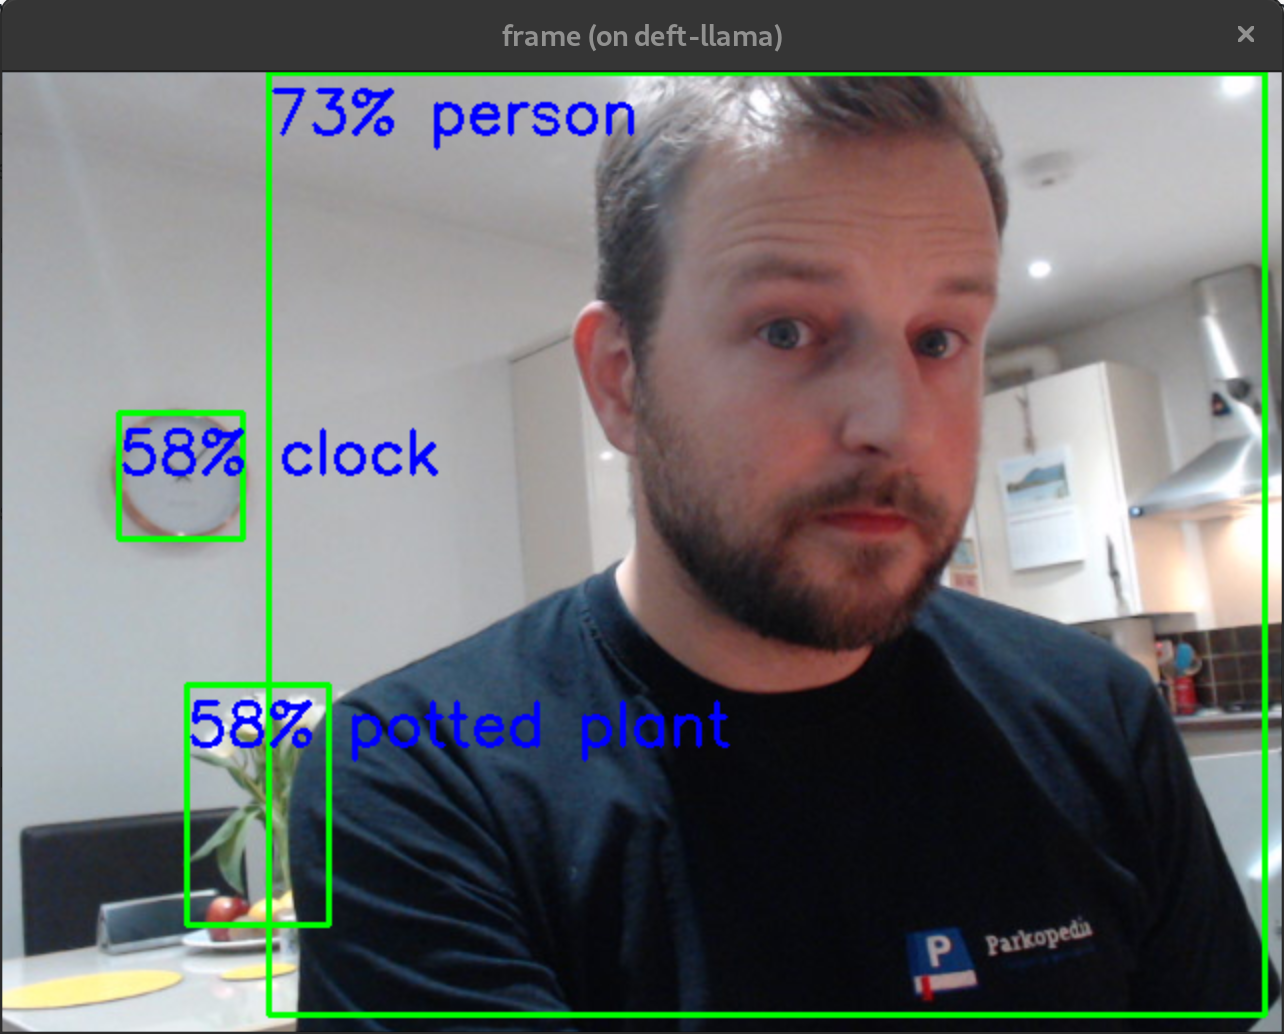 frame (on deft-llama)
73% person
58% clock
58% potted plant
P
Parkopedia